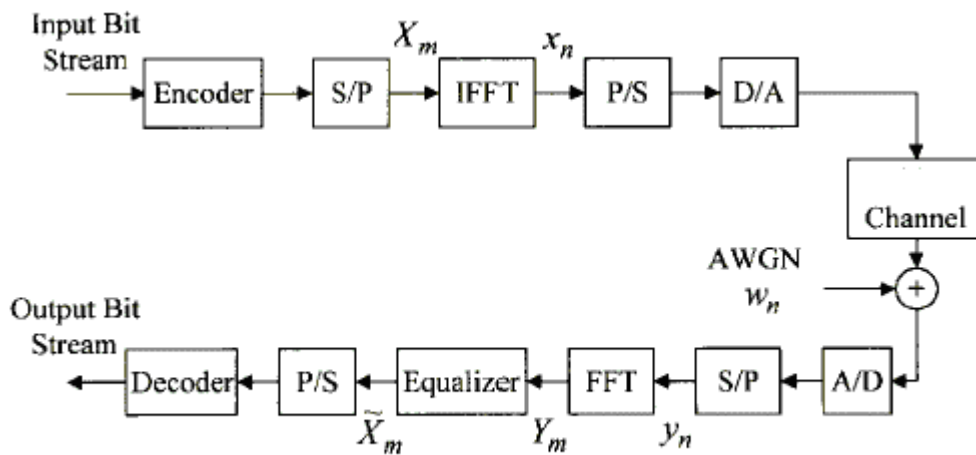 Input Bit
Stream
Encoder
S/P
X_m
IFFT
x_n
P/S
D/A
Channel
AWGN
w_n
+
A/D
S/P
y_n
FFT
Y_m
Equalizer
X̃_m
P/S
Decoder
Output Bit
Stream